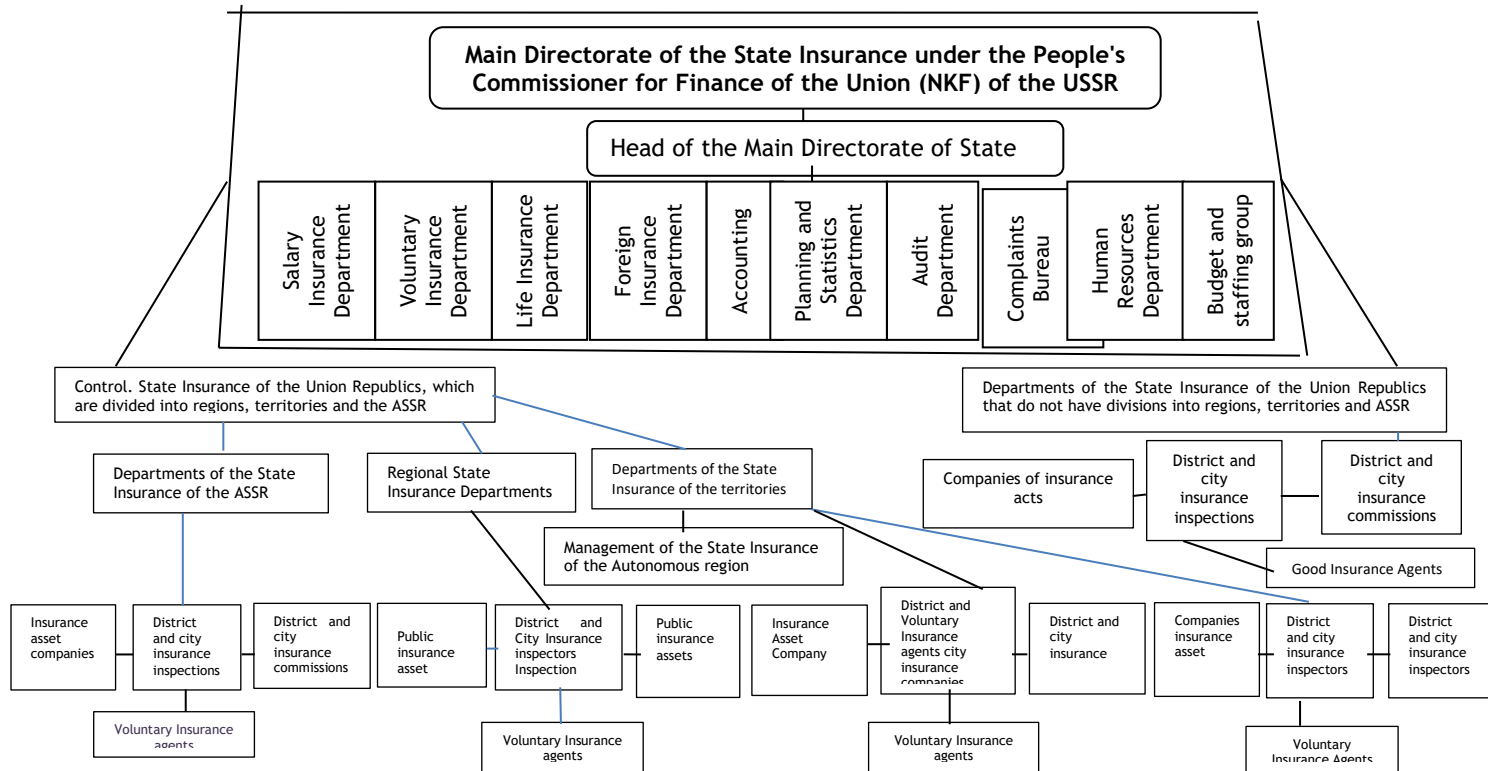 Main Directorate of the State Insurance under the People's
Commissioner for Finance of the Union (NKF) of the USSR
Head of the Main Directorate of State
Salary
Insurance
Department
Voluntary
Insurance
Department
Life Insurance
Department
Foreign
Insurance
Department
Accounting
Planning and
Statistics
Department
Audit
Department
Complaints
Bureau
Human
Resources
Department
Budget and
staffing group
Control. State Insurance of the Union Republics, which
are divided into regions, territories and the ASSR
Departments of the State Insurance of the Union Republics
that do not have divisions into regions, territories and ASSR
Departments of the State
Insurance of the ASSR
Regional State
Insurance Departments
Departments of the State
Insurance of the territories
Companies of insurance
acts
District and
city
insurance
inspections
District and
city
insurance
commissions
Management of the State Insurance
of the Autonomous region
Good Insurance Agents
Insurance
asset
companies
District
and city
insurance
inspections
District and
city
insurance
commissions
Public
insurance
asset
District and
City Insurance
inspectors
Inspection
Public
insurance
assets
Insurance
Asset
Company
District and
Voluntary
Insurance
agents city
insurance
companies
District and
city
insurance
Companies
insurance
asset
District
and city
insurance
inspectors
District
and city
insurance
inspectors
Voluntary Insurance
agents
Voluntary Insurance
agents
Voluntary Insurance
agents
Voluntary
Insurance Agents